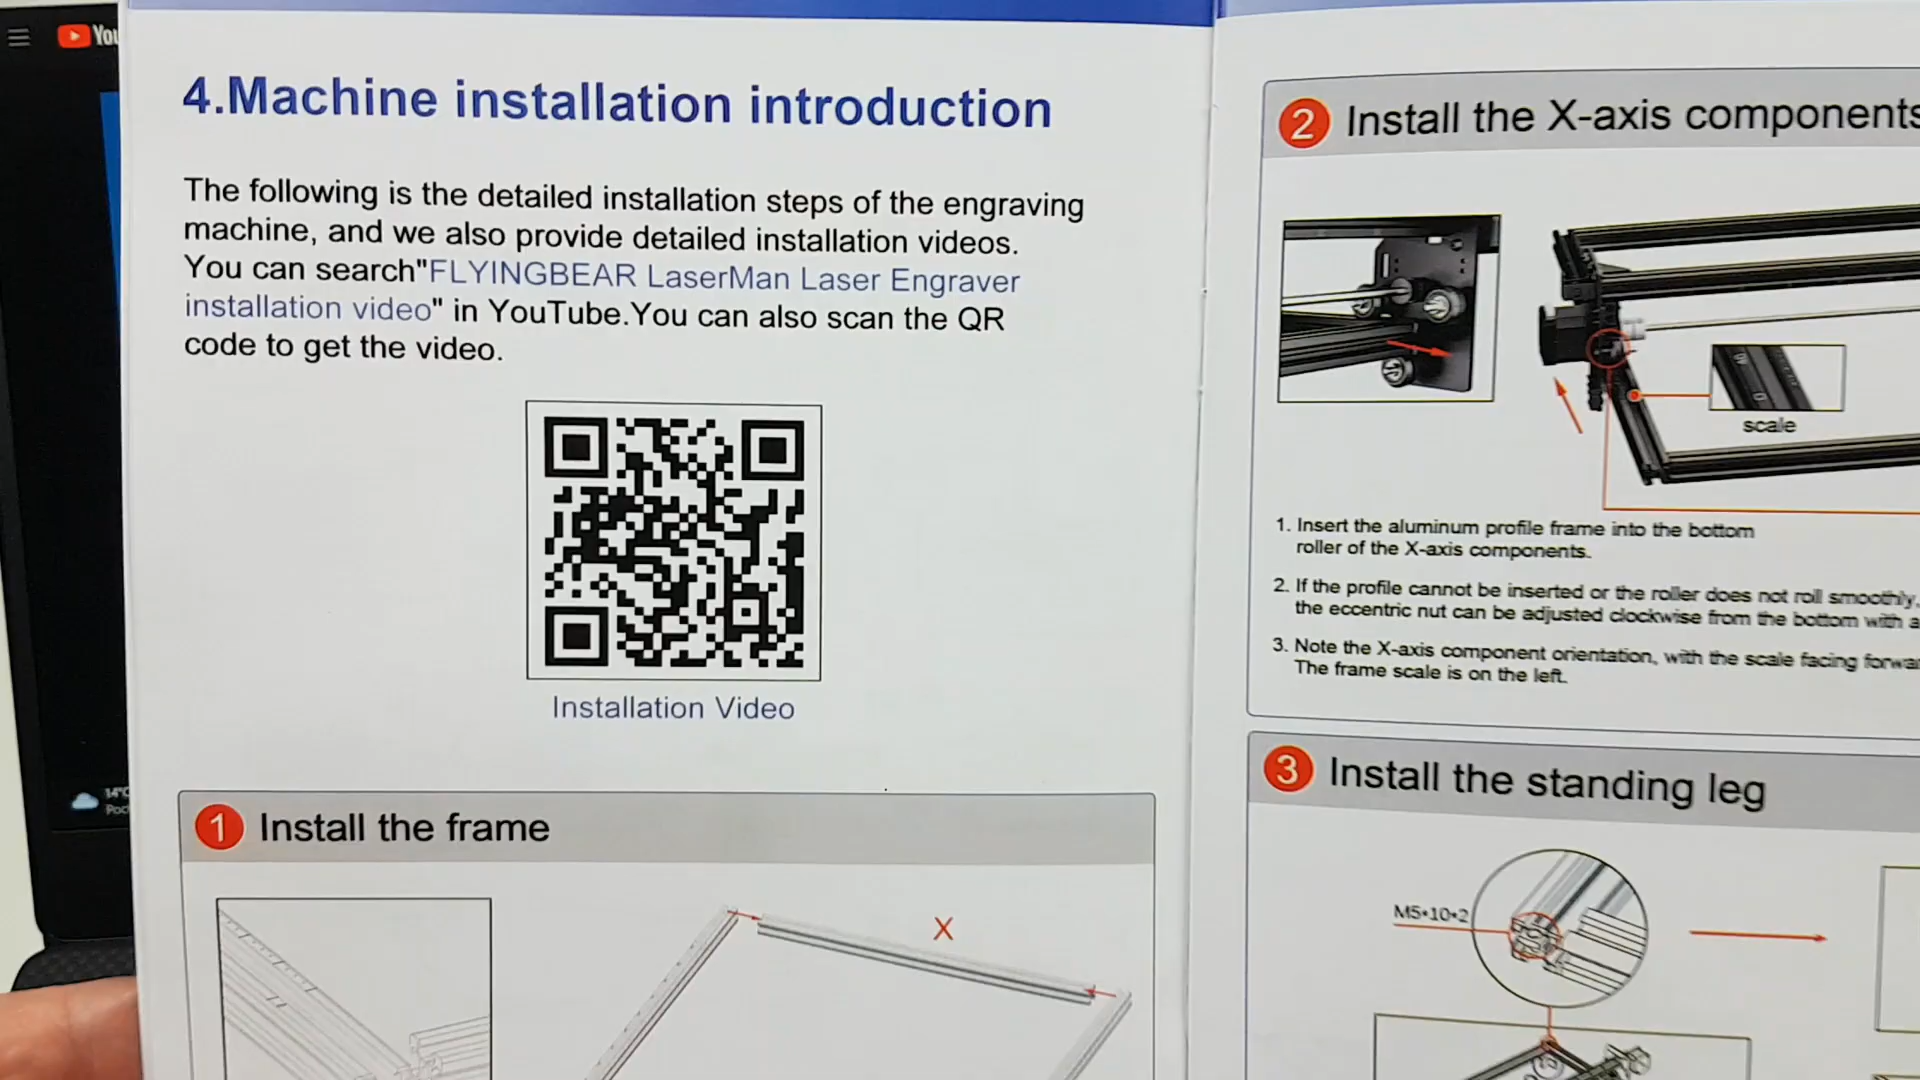 You
4.Machine installation introduction
The following is the detailed installation steps of the engraving
machine, and we also provide detailed installation videos.
You can search"FLYINGBEAR LaserMan Laser Engraver
installation video" in YouTube.You can also scan the QR
code to get the video.
Installation Video
1 Install the frame
X
14°C
2 Install the X-axis components
scale
1. Insert the aluminum profile frame into the bottom
roller of the X-axis components.
2. If the profile cannot be inserted or the roller does not roll smoothly,
the eccentric nut can be adjusted clockwise from the bottom with a
3. Note the X-axis component orientation, with the scale facing
The frame scale is on the left.
3 Install the standing leg
M5*10*2